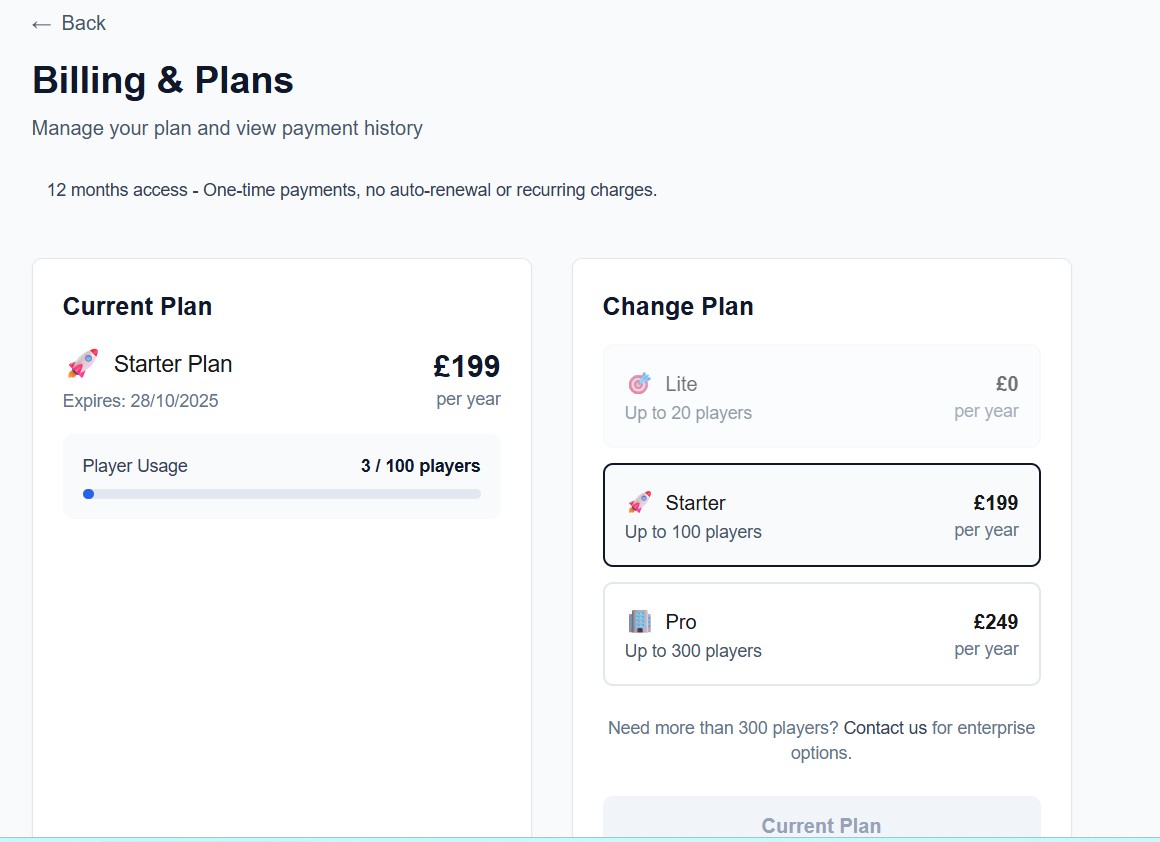 ← Back
Billing & Plans
Manage your plan and view payment history
12 months access - One-time payments, no auto-renewal or recurring charges.
Current Plan
Starter Plan
£199
Expires: 28/10/2025
per year
Player Usage
3 / 100 players
Change Plan
Lite
£0
Up to 20 players
per year
Starter
£199
Up to 100 players
per year
Pro
£249
Up to 300 players
per year
Need more than 300 players? Contact us for enterprise
options.
Current Plan